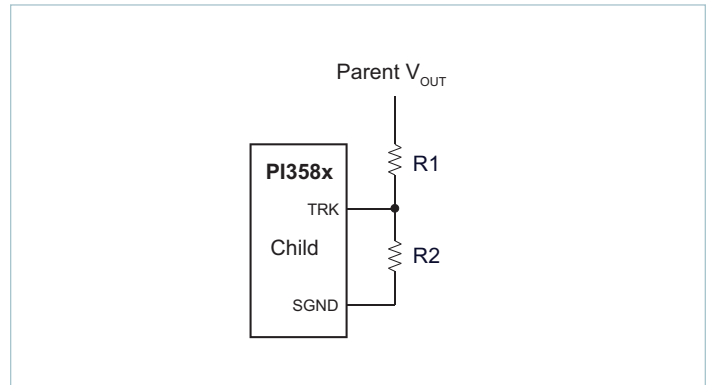 Parent VOUT
R1
PI358x
TRK
Child
R2
SGND